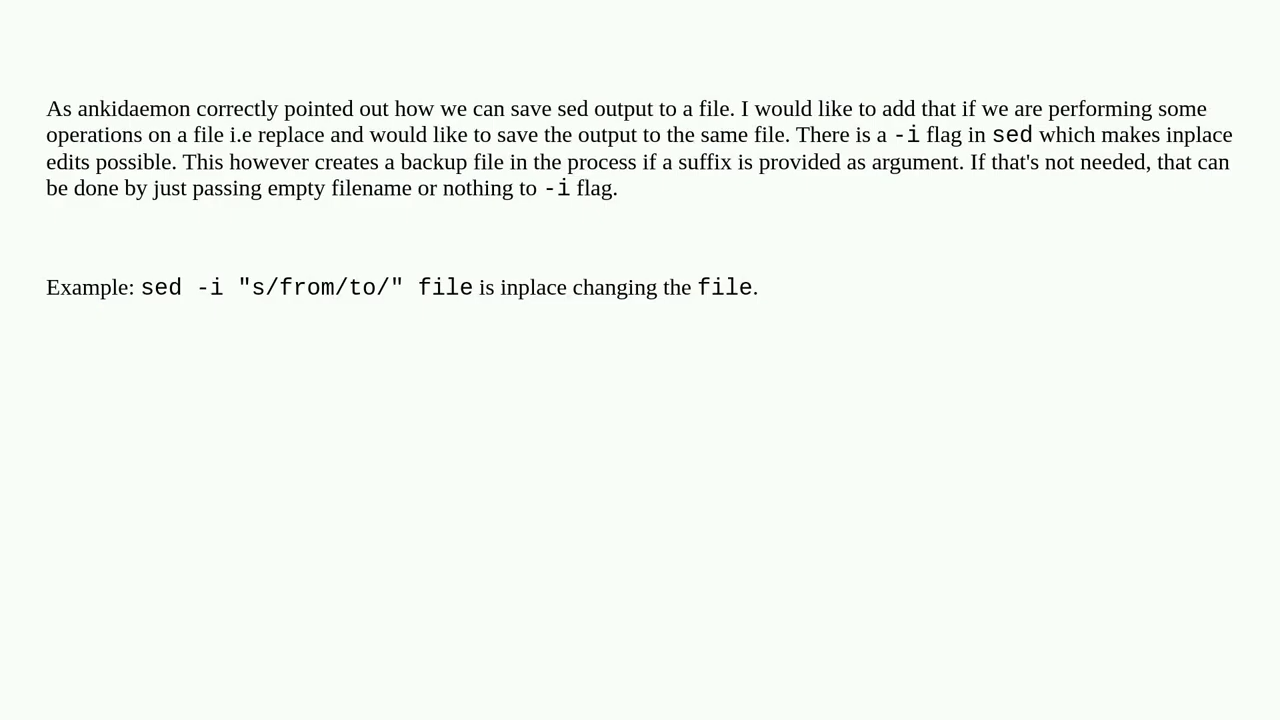 As ankidaemon correctly pointed out how we can save sed output to a file. I would like to add that if we are performing some
operations on a file i.e replace and would like to save the output to the same file. There is a -i flag in sed which makes inplace
edits possible. This however creates a backup file in the process if a suffix is provided as argument. If that's not needed, that can
be done by just passing empty filename or nothing to -i flag.
Example: sed -i "s/from/to/" file is inplace changing the file.